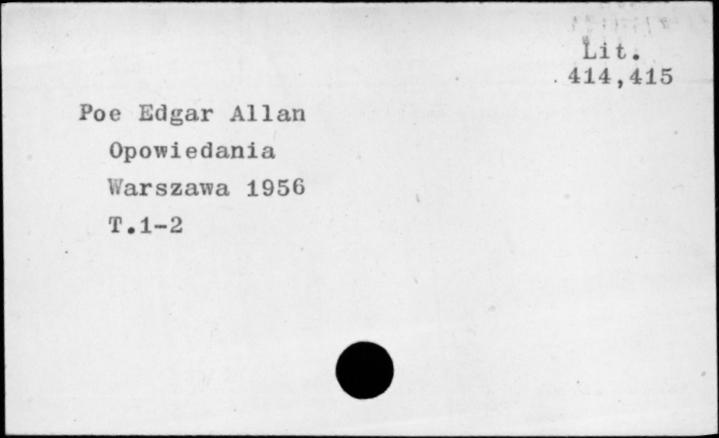 Lit.
414,415
Poe Edgar Allan
Opowiedania
Warszawa 1956
T.1-2